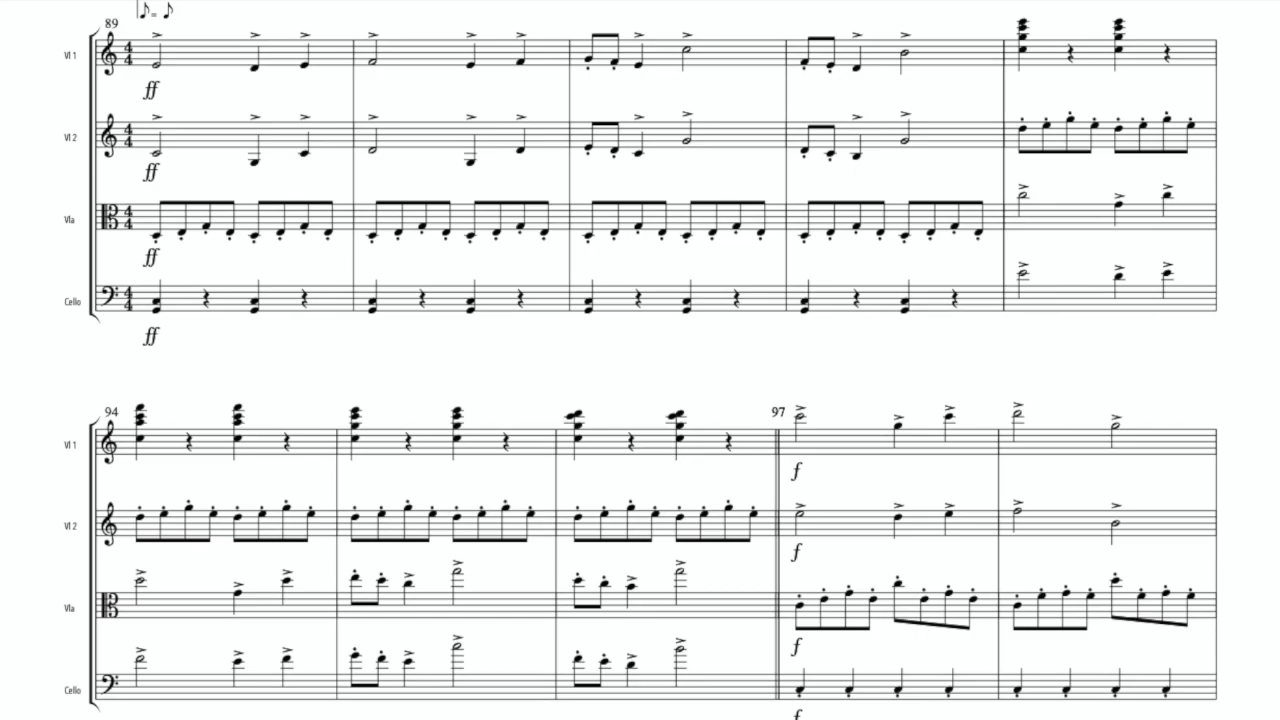 ♪ = ♪
89
Vl 1
ff
Vl 2
ff
Vla
ff
Cello
ff
94
97
Vl 1
f
Vl 2
f
Vla
f
Cello
f